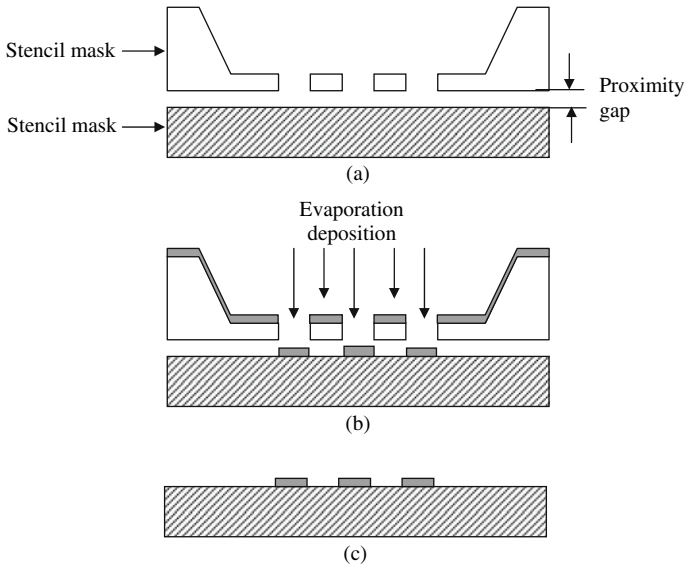 Stencil mask
Proximity
gap
Stencil mask
(a)
Evaporation
deposition
(b)
(c)